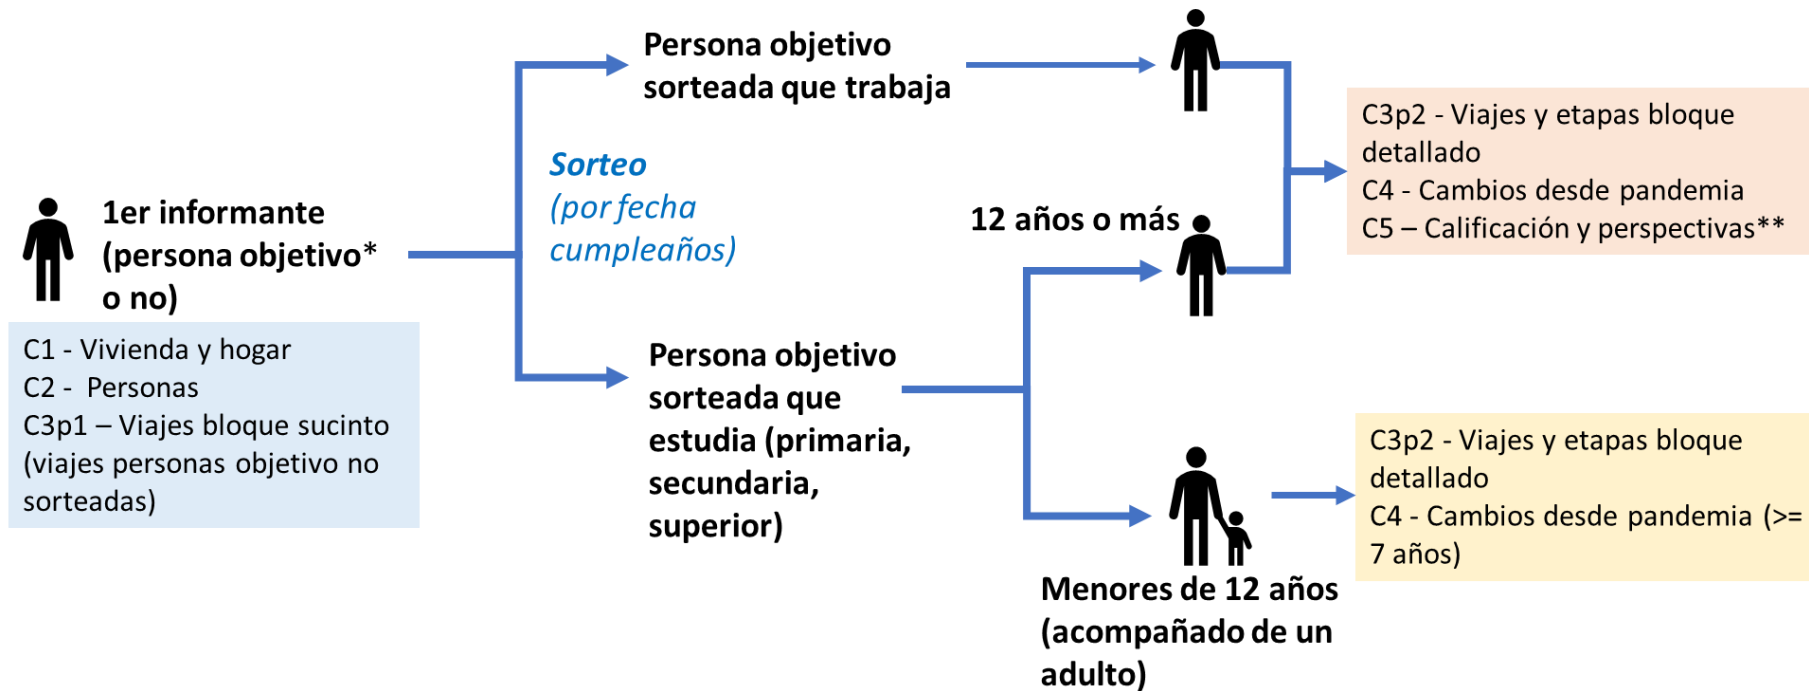 1er informante
(persona objetivo*
o no)
C1 - Vivienda y hogar
C2 -  Personas
C3p1 – Viajes bloque sucinto
(viajes personas objetivo no
sorteadas)
Sorteo
(por fecha
cumpleaños)
Persona objetivo
sorteada que trabaja
Persona objetivo
sorteada que
estudia (primaria,
secundaria,
superior)
12 años o más
Menores de 12 años
(acompañado de un
adulto)
C3p2 - Viajes y etapas bloque
detallado
C4 - Cambios desde pandemia
C5 – Calificación y perspectivas**
C3p2 - Viajes y etapas bloque
detallado
C4 - Cambios desde pandemia (>=
7 años)